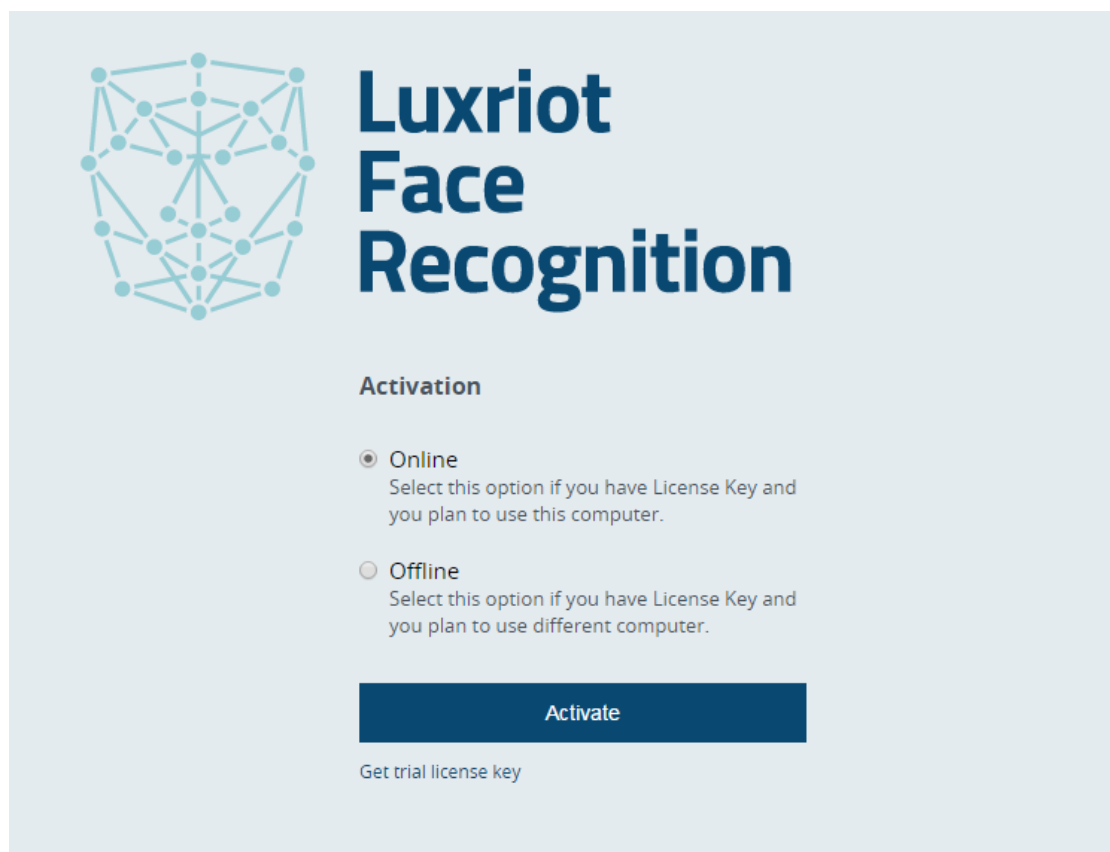 Luxriot
Face
Recognition
Activation
Online
Select this option if you have License Key and
you plan to use this computer.
Offline
Select this option if you have License Key and
you plan to use different computer.
Activate
Get trial license key